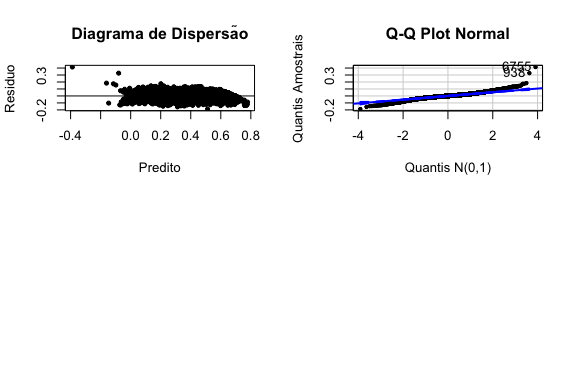 Diagrama de Dispersão
Resíduo
0.3
-0.2
-0.4
0.0
0.2
0.4
0.6
0.8
Predito
Q-Q Plot Normal
Quantis Amostrais
0.3
-0.2
6755
938
-4
-2
0
2
4
Quantis N(0,1)